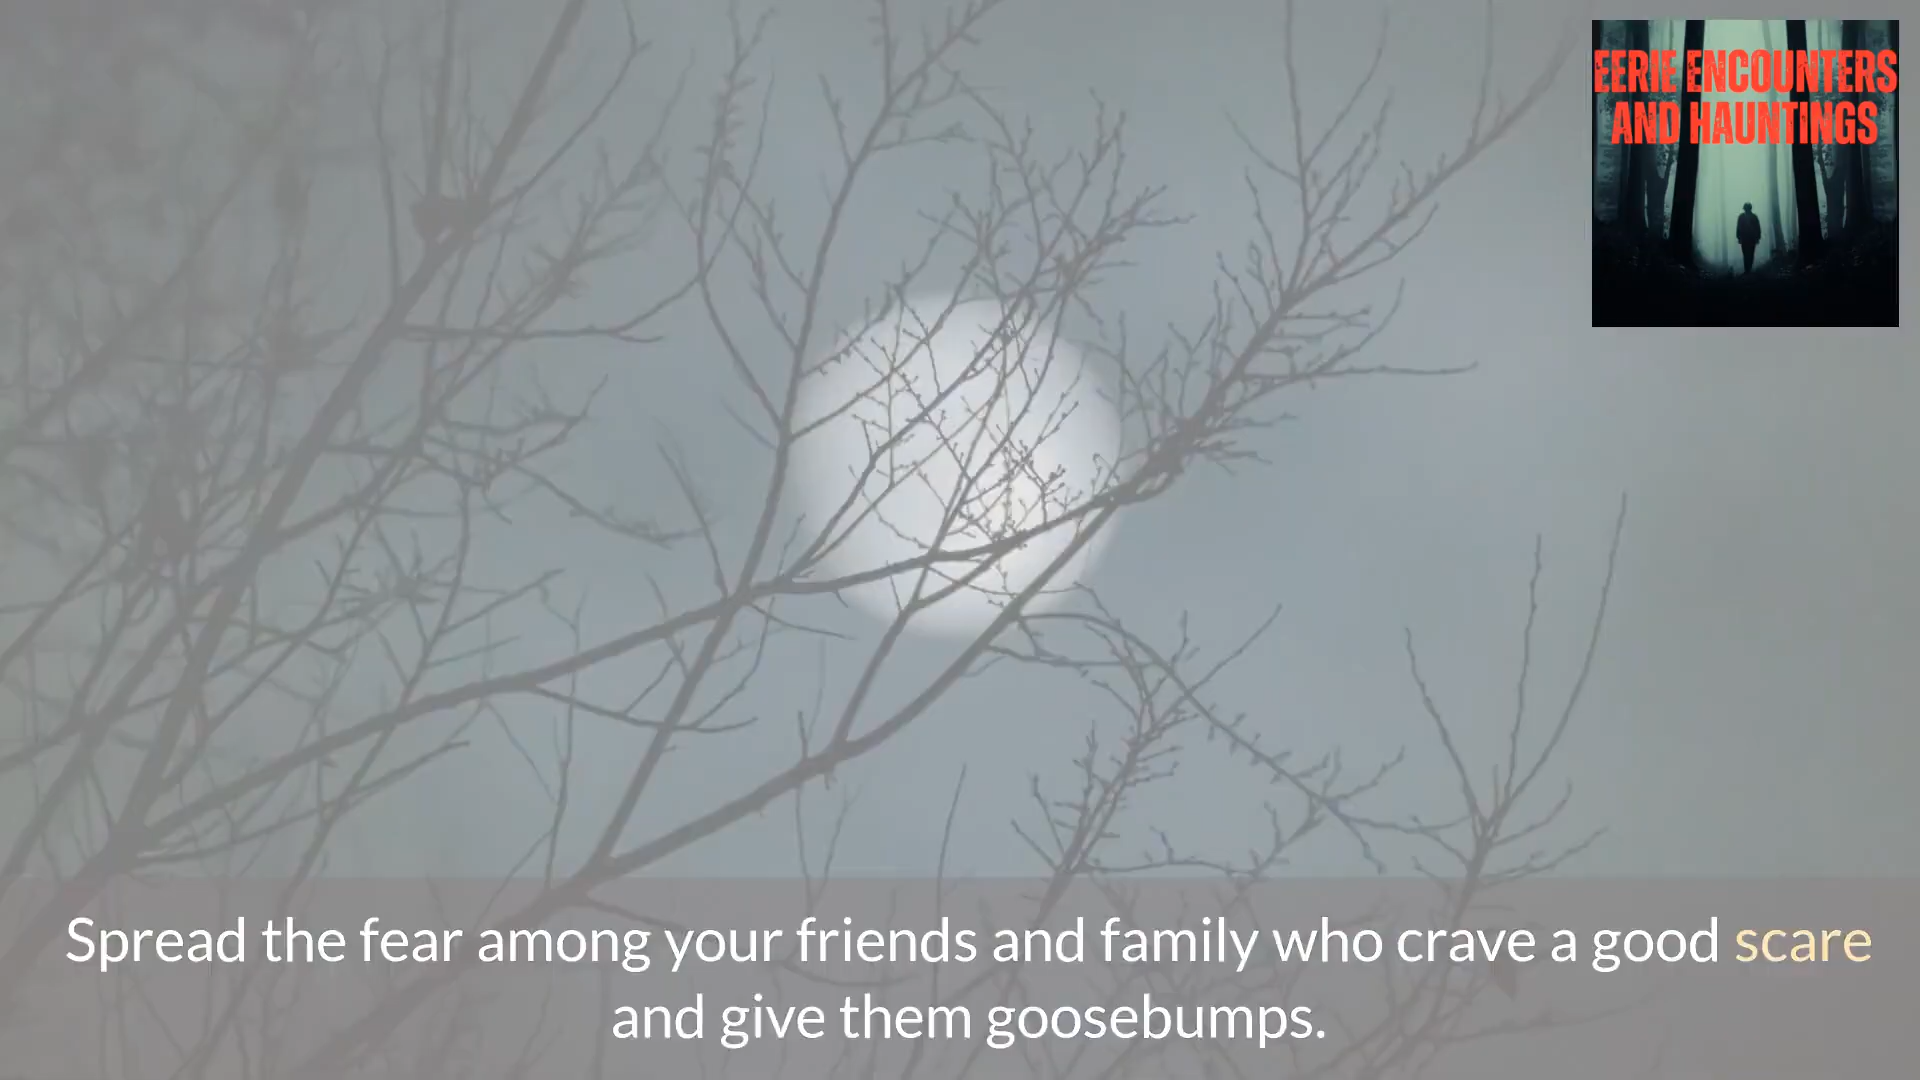 EERIE ENCOUNTERS
AND HAUNTINGS
Spread the fear among your friends and family who crave a good scare
and give them goosebumps.